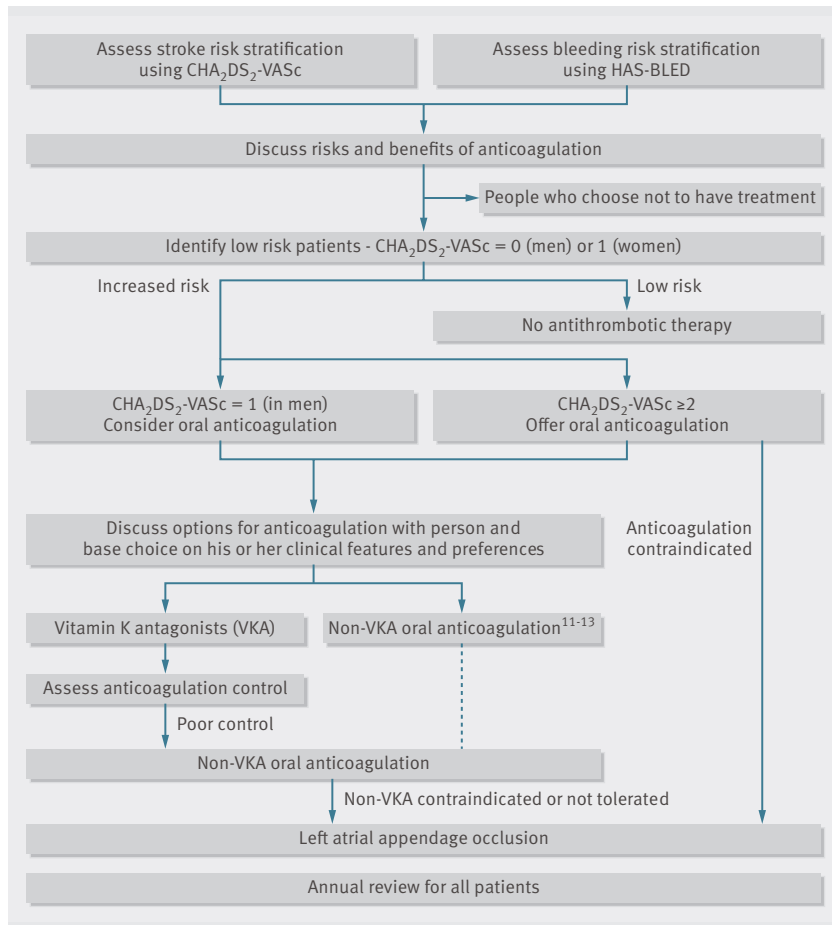 Assess stroke risk stratification
using CHA₂DS₂-VASc
Assess bleeding risk stratification
using HAS-BLED
Discuss risks and benefits of anticoagulation
People who choose not to have treatment
Identify low risk patients - CHA₂DS₂-VASc = 0 (men) or 1 (women)
Increased risk
Low risk
No antithrombotic therapy
CHA₂DS₂-VASc = 1 (in men)
Consider oral anticoagulation
CHA₂DS₂-VASc ≥2
Offer oral anticoagulation
Discuss options for anticoagulation with person and
base choice on his or her clinical features and preferences
Anticoagulation
contraindicated
Vitamin K antagonists (VKA)
Non-VKA oral anticoagulation¹¹⁻¹³
Assess anticoagulation control
Poor control
Non-VKA oral anticoagulation
Non-VKA contraindicated or not tolerated
Left atrial appendage occlusion
Annual review for all patients